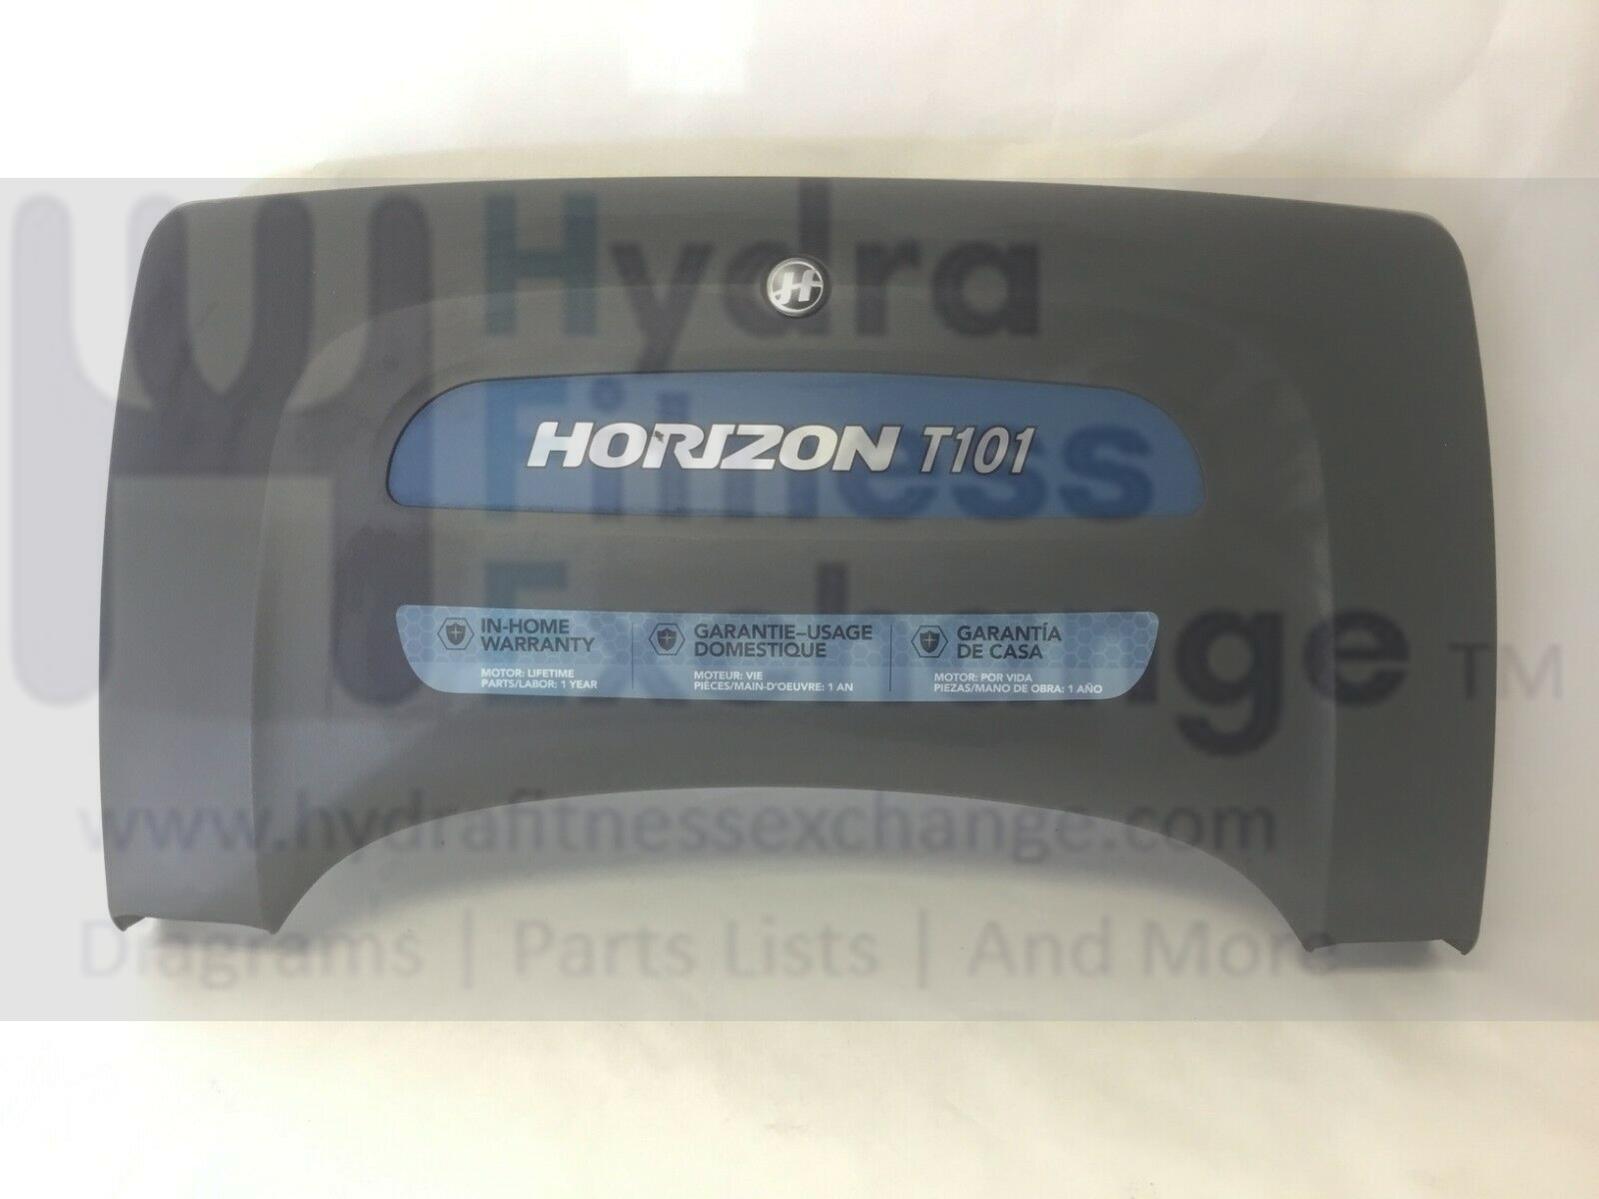 Hydra
HORIZON T101
Fitness
Exchange™
IN-HOME
WARRANTY
MOTOR: LIFETIME
PARTS/LABOR: 1 YEAR
GARANTIE–USAGE
DOMESTIQUE
MOTEUR: VIE
PIÈCES/MAIN-D'OEUVRE: 1 AN
GARANTÍA
DE CASA
MOTOR: POR VIDA
PIEZAS/MANO DE OBRA: 1 AÑO
www.hydrafitnessexchange.com
Diagrams | Parts Lists | And More